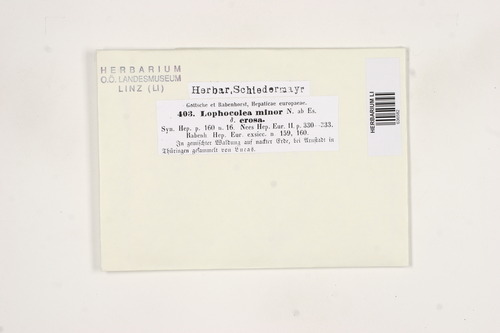 HERBARIUM
O.Ö. LANDESMUSEUM
LINZ (LI)
Herbar, Schiedermayr
Gottsche et Rabenhorst, Hepaticae europaeae.
403. Lophocolea minor N. ab Es.
δ. erosa.
Syn. Hep. p. 160 n. 16. Nees Hep. Eur. II. p. 330—333.
Rabenh. Hep. Eur. exsicc. n. 159, 160.
In gemischter Waldung auf nackter Erde, bei Arnstadt in
Thüringen gesammelt von Lucas.
HERBARIUM LI